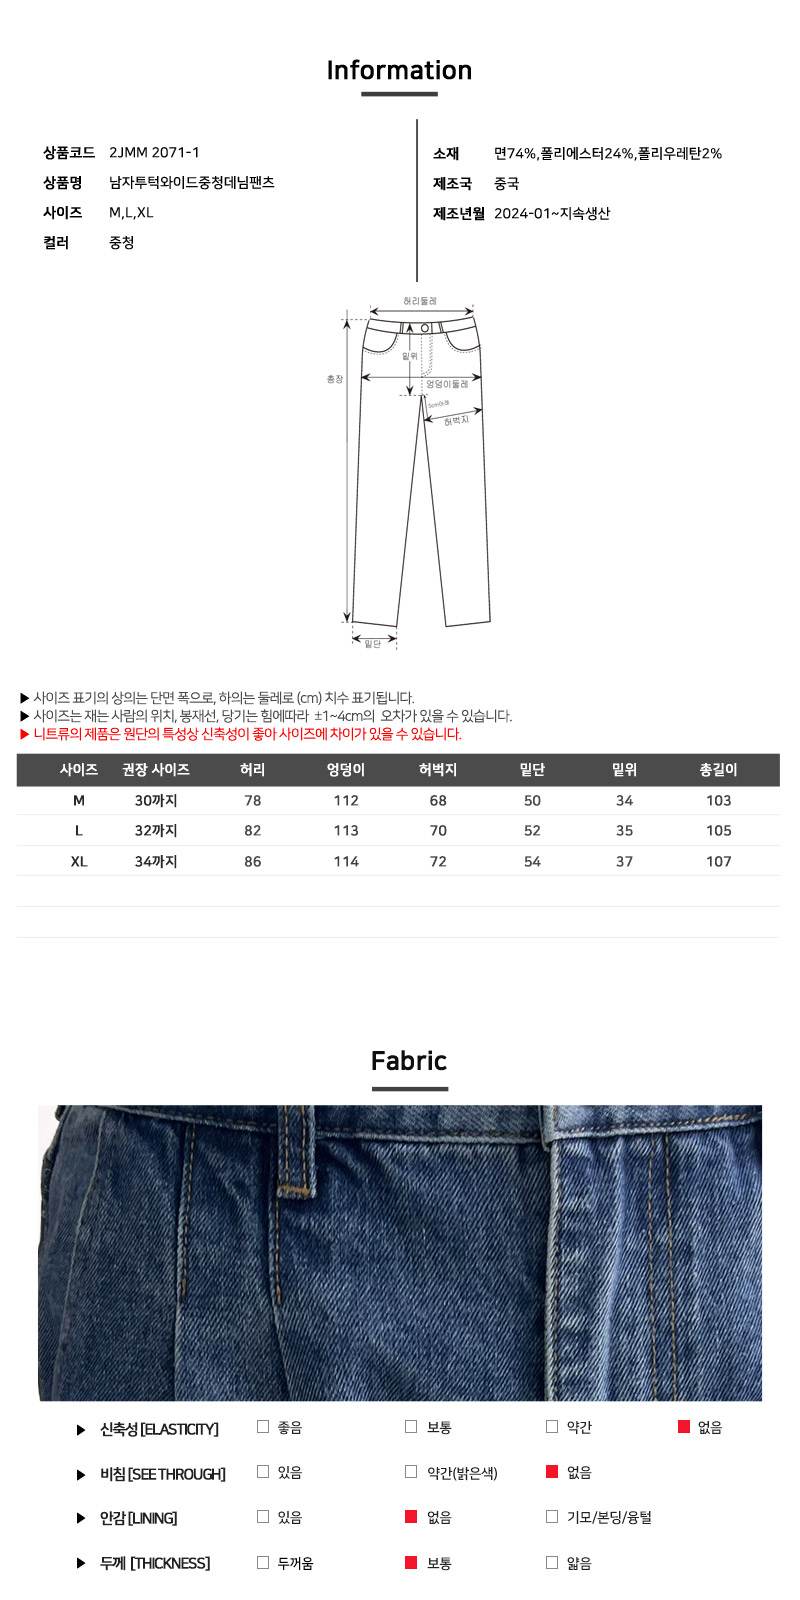 Information
상품코드 2JMM 2071-1
상품명 남자투턱와이드중청데님팬츠
사이즈 M,L,XL
컬러 중청
소재 면74%,폴리에스터24%,폴리우레탄2%
제조국 중국
제조년월 2024-01~지속생산
허리둘레
밑위
총장
엉덩이둘레
5cm아래
허벅지
밑단
▶ 사이즈 표기의 상의는 단면 폭으로, 하의는 둘레로 (cm) 치수 표기됩니다.
▶ 사이즈는 재는 사람의 위치, 봉재선, 당기는 힘에따라 ±1~4cm의 오차가 있을 수 있습니다.
▶ 니트류의 제품은 원단의 특성상 신축성이 좋아 사이즈에 차이가 있을 수 있습니다.
사이즈 권장 사이즈 허리 엉덩이 허벅지 밑단 밑위 총길이
M 30까지 78 112 68 50 34 103
L 32까지 82 113 70 52 35 105
XL 34까지 86 114 72 54 37 107
Fabric
▶ 신축성 [ELASTICITY] □ 좋음 □ 보통 □ 약간 ■ 없음
▶ 비침 [SEE THROUGH] □ 있음 □ 약간(밝은색) ■ 없음
▶ 안감 [LINING] □ 있음 ■ 없음 □ 기모/본딩/융털
▶ 두께 [THICKNESS] □ 두꺼움 ■ 보통 □ 얇음